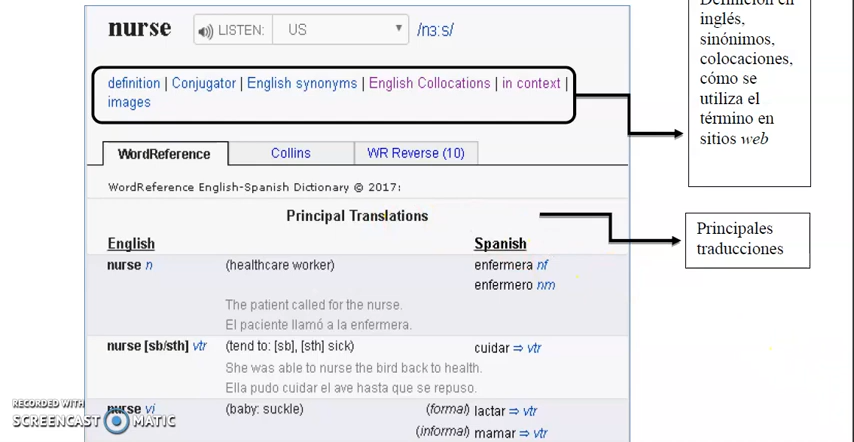 nurse LISTEN: US /nɜːs/
definition | Conjugator | English synonyms | English Collocations | in context |
images
WordReference Collins WR Reverse (10)
WordReference English-Spanish Dictionary © 2017:
Principal Translations
English Spanish
nurse n (healthcare worker) enfermera nf
enfermero nm
The patient called for the nurse.
El paciente llamó a la enfermera.
nurse [sb/sth] vtr (tend to: [sb], [sth] sick) cuidar ⇒ vtr
She was able to nurse the bird back to health.
Ella pudo cuidar el ave hasta que se repuso.
nurse vi (baby: suckle) (formal) lactar ⇒ vtr
(informal) mamar ⇒ vtr
Definición en
inglés,
sinónimos,
colocaciones,
cómo se
utiliza el
término en
sitios web
Principales
traducciones
RECORDED WITH
SCREENCAST MATIC